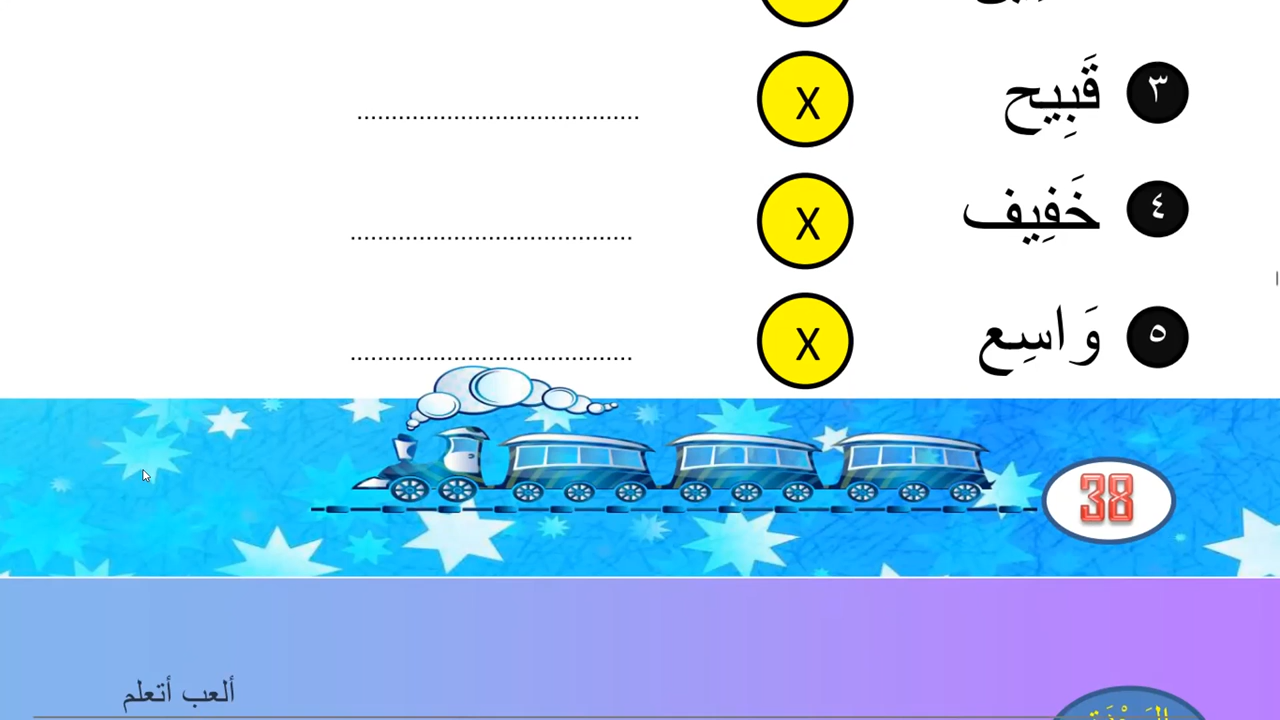 ٣ قَبِيح X ........................................
٤ خَفِيف X ........................................
٥ وَاسِع X ........................................
38
ألعب أتعلم